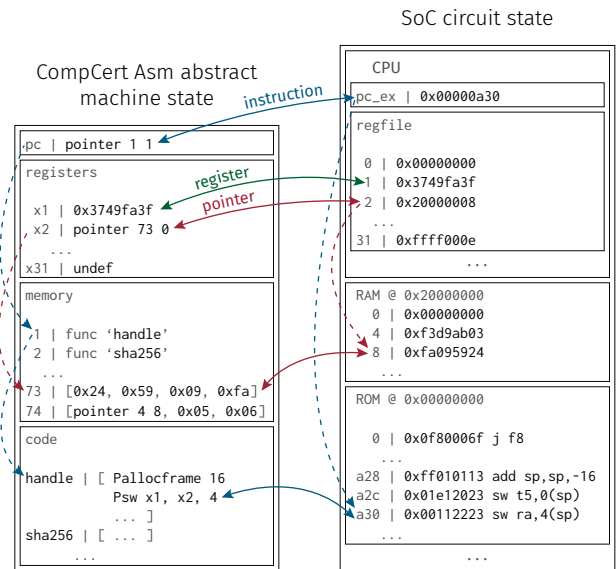 CompCert Asm abstract
machine state
pc | pointer 1 1
registers
x1 | 0x3749fa3f
x2 | pointer 73 0
...
x31 | undef
memory
1 | func ‘handle’
2 | func ‘sha256’
...
73 | [0x24, 0x59, 0x09, 0xfa]
74 | [pointer 4 8, 0x05, 0x06]
code
handle | [ Pallocframe 16
Psw x1, x2, 4
... ]
sha256 | [ ... ]
...
instruction
register
pointer
SoC circuit state
CPU
pc_ex | 0x00000a30
regfile
0 | 0x00000000
1 | 0x3749fa3f
2 | 0x20000008
...
31 | 0xffff000e
...
RAM @ 0x20000000
0 | 0x00000000
4 | 0xf3d9ab03
8 | 0xfa095924
...
ROM @ 0x00000000
0 | 0x0f80006f j f8
...
a28 | 0xff010113 add sp,sp,-16
a2c | 0x01e12023 sw t5,0(sp)
a30 | 0x00112223 sw ra,4(sp)
...
...